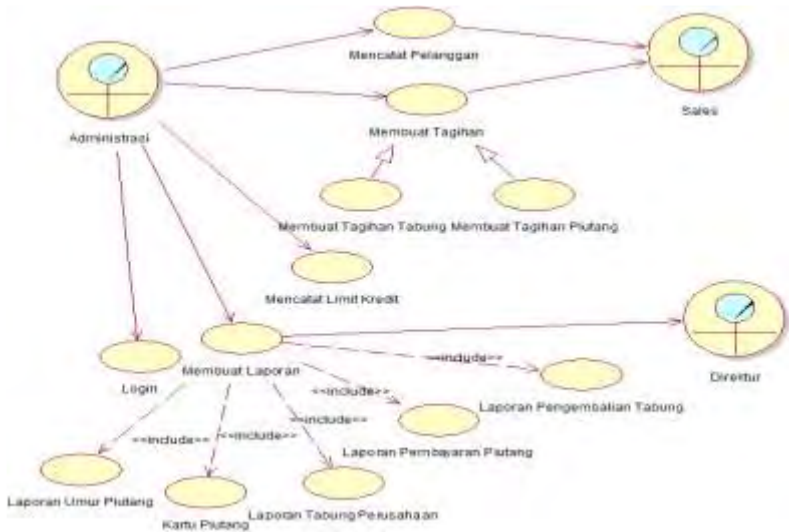 Mencatat Pelanggan
Administrasi
Sales
Membuat Tagihan
Membuat Tagihan Tabung
Membuat Tagihan Piutang
Mencatat Limit Kredit
Login
Membuat Laporan
Direktur
<<include>>
Laporan Pengembalian Tabung
<<include>>
Laporan Pembayaran Piutang
<<include>>
<<include>>
<<include>>
Laporan Umur Piutang
Kartu Piutang
Laporan Tabung Perusahaan